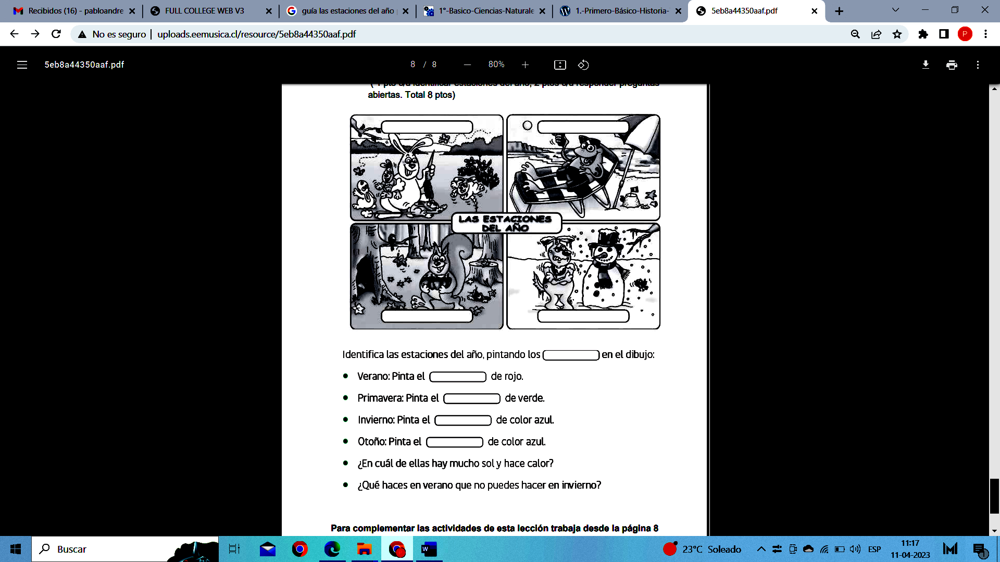 Recibidos (16) - pabloandre
FULL COLLEGE WEB V3
guía las estaciones del año
1°-Basico-Ciencias-Naturale
1.-Primero-Básico-Historia-
5eb8a44350aaf.pdf
No es seguro
uploads.eemusica.cl/resource/5eb8a44350aaf.pdf
P
5eb8a44350aaf.pdf
8 / 8
80%
abiertas. Total 8 ptos)
LAS ESTACIONES
DEL AÑO
Identifica las estaciones del año, pintando los en el dibujo:
• Verano: Pinta el de rojo.
• Primavera: Pinta el de verde.
• Invierno: Pinta el de color azul.
• Otoño: Pinta el de color azul.
• ¿En cuál de ellas hay mucho sol y hace calor?
• ¿Qué haces en verano que no puedes hacer en invierno?
Para complementar las actividades de esta lección trabaja desde la página 8
Buscar
23°C Soleado
ESP
11:17
11-04-2023
1